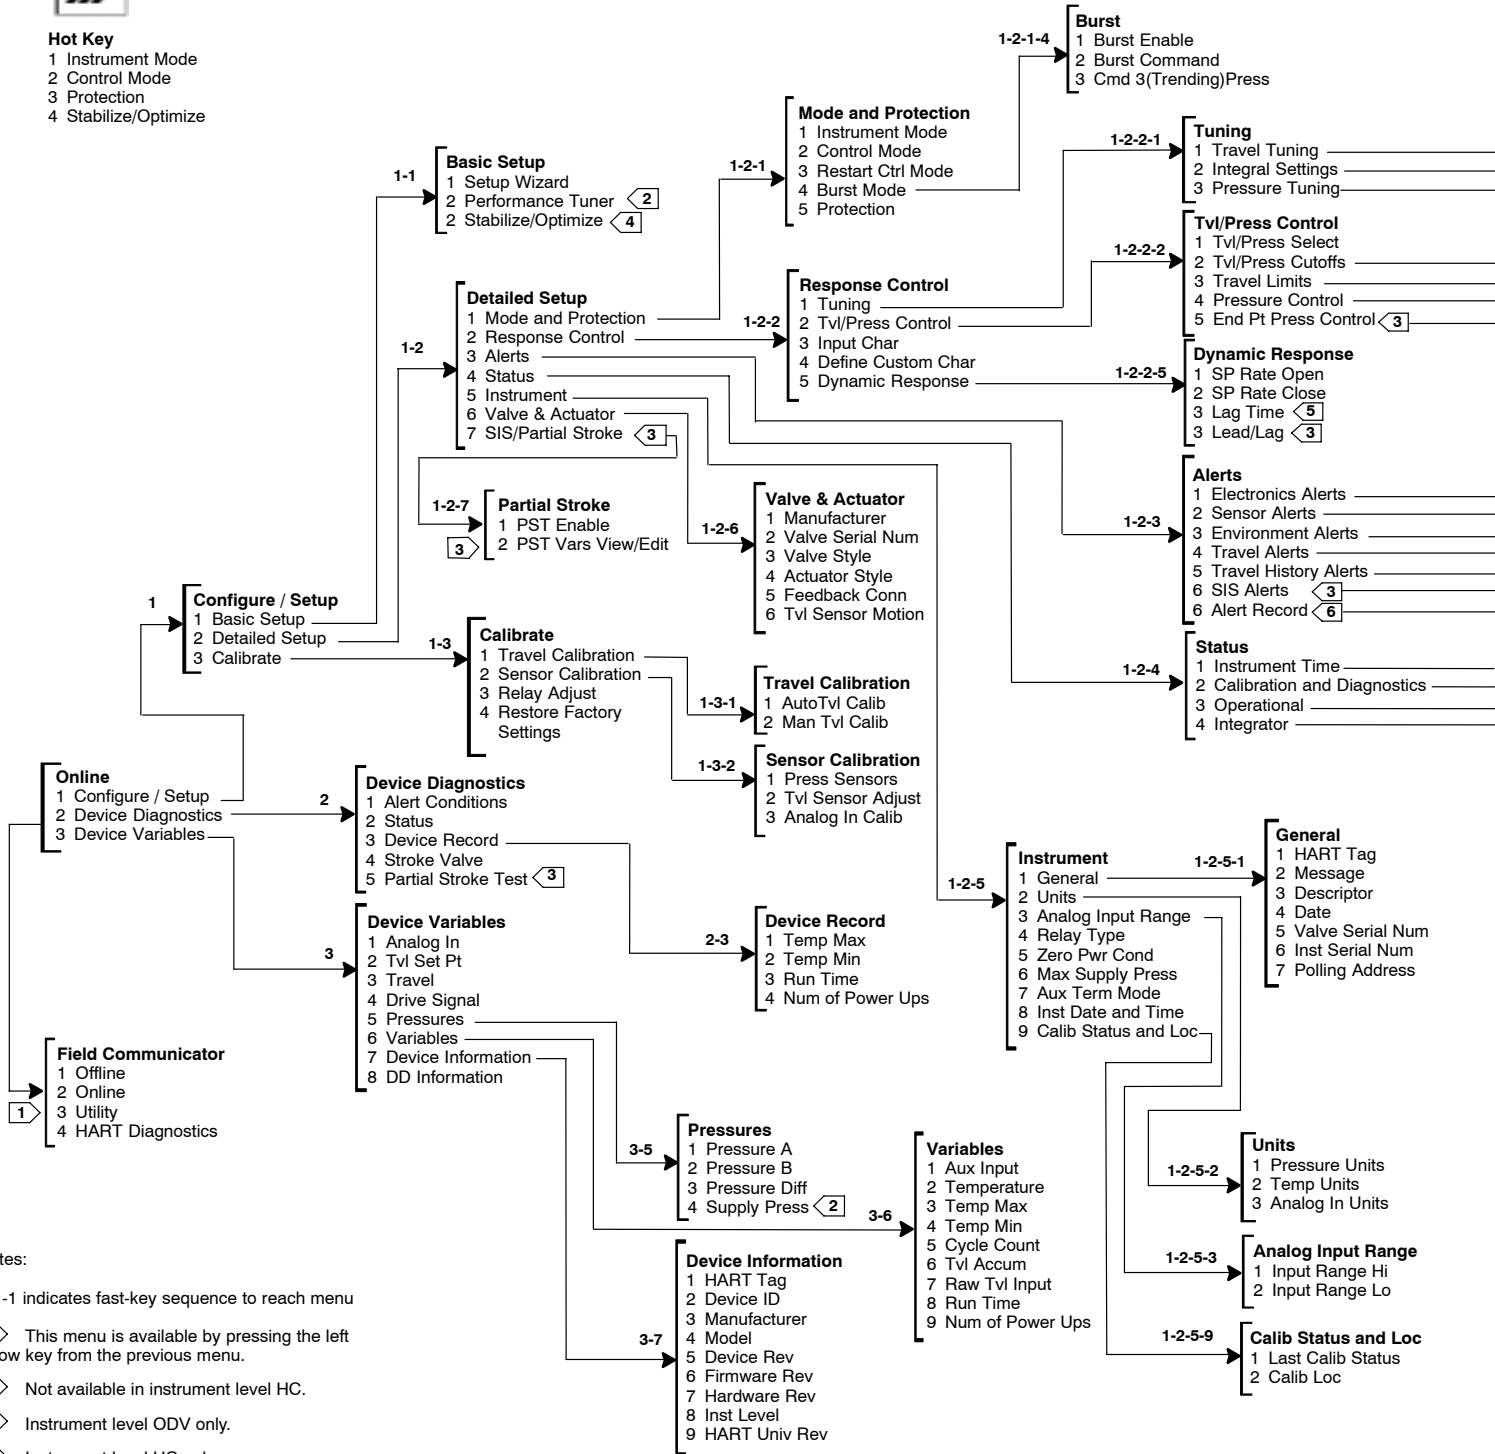 Hot Key
1 Instrument Mode
2 Control Mode
3 Protection
4 Stabilize/Optimize
1-1
Basic Setup
1 Setup Wizard
2 Performance Tuner 2
2 Stabilize/Optimize 4
1-2
Detailed Setup
1 Mode and Protection
2 Response Control
3 Alerts
4 Status
5 Instrument
6 Valve & Actuator
7 SIS/Partial Stroke 3
1-2-7
Partial Stroke
1 PST Enable
3 2 PST Vars View/Edit
1-2-1
Mode and Protection
1 Instrument Mode
2 Control Mode
3 Restart Ctrl Mode
4 Burst Mode
5 Protection
1-2-1-4
Burst
1 Burst Enable
2 Burst Command
3 Cmd 3(Trending)Press
1-2-2
Response Control
1 Tuning
2 Tvl/Press Control
3 Input Char
4 Define Custom Char
5 Dynamic Response
1-2-2-1
Tuning
1 Travel Tuning
2 Integral Settings
3 Pressure Tuning
1-2-2-2
Tvl/Press Control
1 Tvl/Press Select
2 Tvl/Press Cutoffs
3 Travel Limits
4 Pressure Control
5 End Pt Press Control 3
1-2-2-5
Dynamic Response
1 SP Rate Open
2 SP Rate Close
3 Lag Time 5
3 Lead/Lag 3
1-2-3
Alerts
1 Electronics Alerts
2 Sensor Alerts
3 Environment Alerts
4 Travel Alerts
5 Travel History Alerts
6 SIS Alerts 3
6 Alert Record 6
1-2-4
Status
1 Instrument Time
2 Calibration and Diagnostics
3 Operational
4 Integrator
1-2-6
Valve & Actuator
1 Manufacturer
2 Valve Serial Num
3 Valve Style
4 Actuator Style
5 Feedback Conn
6 Tvl Sensor Motion
1
Configure / Setup
1 Basic Setup
2 Detailed Setup
3 Calibrate
1-3
Calibrate
1 Travel Calibration
2 Sensor Calibration
3 Relay Adjust
4 Restore Factory
Settings
1-3-1
Travel Calibration
1 AutoTvl Calib
2 Man Tvl Calib
1-3-2
Sensor Calibration
1 Press Sensors
2 Tvl Sensor Adjust
3 Analog In Calib
Online
1 Configure / Setup
2 Device Diagnostics
3 Device Variables
2
Device Diagnostics
1 Alert Conditions
2 Status
3 Device Record
4 Stroke Valve
5 Partial Stroke Test 3
2-3
Device Record
1 Temp Max
2 Temp Min
3 Run Time
4 Num of Power Ups
3
Device Variables
1 Analog In
2 Tvl Set Pt
3 Travel
4 Drive Signal
5 Pressures
6 Variables
7 Device Information
8 DD Information
1-2-5
Instrument
1 General
2 Units
3 Analog Input Range
4 Relay Type
5 Zero Pwr Cond
6 Max Supply Press
7 Aux Term Mode
8 Inst Date and Time
9 Calib Status and Loc
1-2-5-1
General
1 HART Tag
2 Message
3 Descriptor
4 Date
5 Valve Serial Num
6 Inst Serial Num
7 Polling Address
Field Communicator
1 Offline
2 Online
1 3 Utility
4 HART Diagnostics
3-5
Pressures
1 Pressure A
2 Pressure B
3 Pressure Diff
4 Supply Press 2
3-6
Variables
1 Aux Input
2 Temperature
3 Temp Max
4 Temp Min
5 Cycle Count
6 Tvl Accum
7 Raw Tvl Input
8 Run Time
9 Num of Power Ups
3-7
Device Information
1 HART Tag
2 Device ID
3 Manufacturer
4 Model
5 Device Rev
6 Firmware Rev
7 Hardware Rev
8 Inst Level
9 HART Univ Rev
1-2-5-2
Units
1 Pressure Units
2 Temp Units
3 Analog In Units
1-2-5-3
Analog Input Range
1 Input Range Hi
2 Input Range Lo
1-2-5-9
Calib Status and Loc
1 Last Calib Status
2 Calib Loc
tes:
-1 indicates fast-key sequence to reach menu
This menu is available by pressing the left
ow key from the previous menu.
Not available in instrument level HC.
Instrument level ODV only.